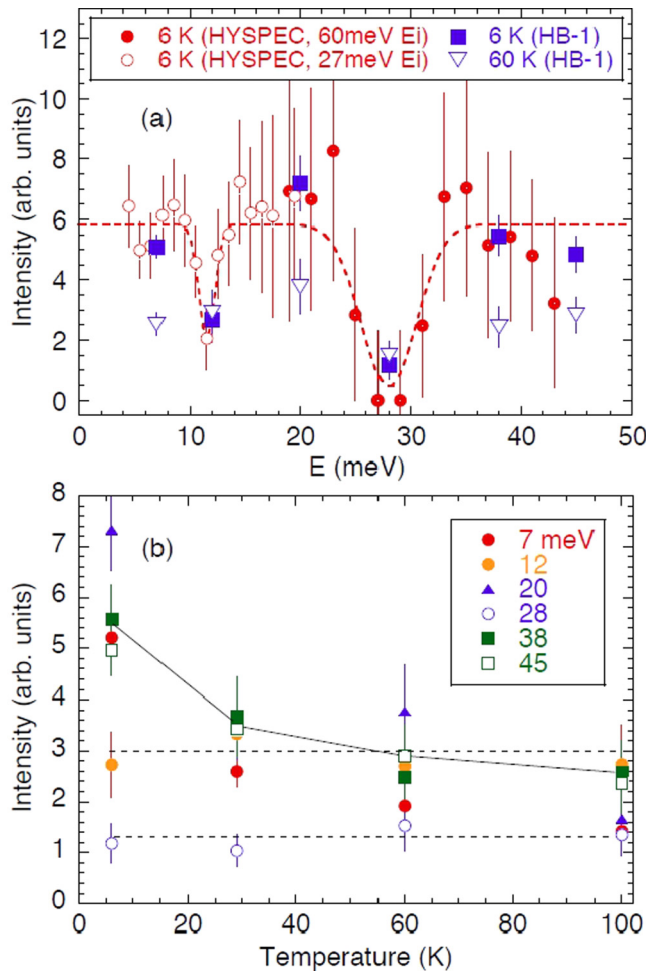 12
10
8
6
4
2
0
Intensity (arb. units)
6 K (HYSPEC, 60meV Ei)
6 K (HYSPEC, 27meV Ei)
6 K (HB-1)
60 K (HB-1)
(a)
0 10 20 30 40 50
E (meV)
8
7
6
5
4
3
2
1
0
Intensity (arb. units)
(b)
7 meV
12
20
28
38
45
0 20 40 60 80 100
Temperature (K)